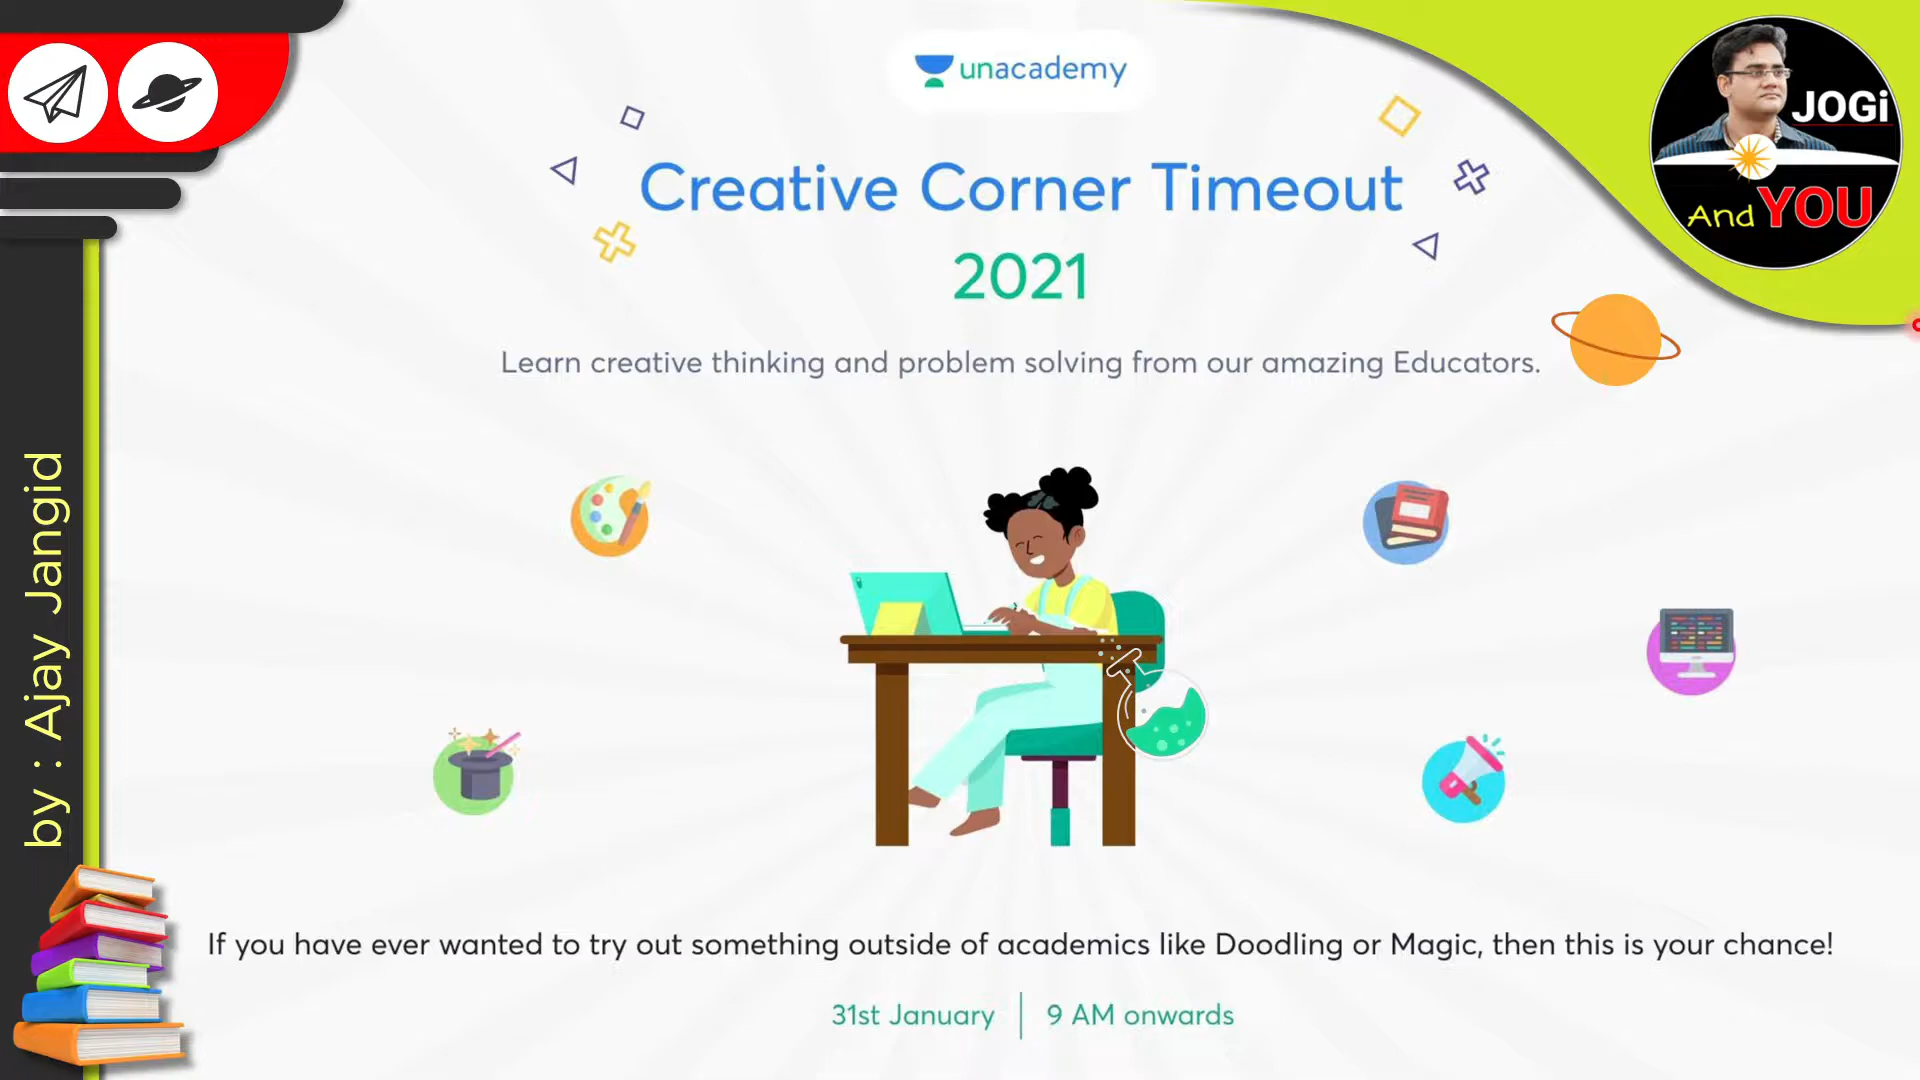 unacademy
JOGi
And YOU
Creative Corner Timeout
2021
Learn creative thinking and problem solving from our amazing Educators.
by : Ajay Jangid
If you have ever wanted to try out something outside of academics like Doodling or Magic, then this is your chance!
31st January | 9 AM onwards